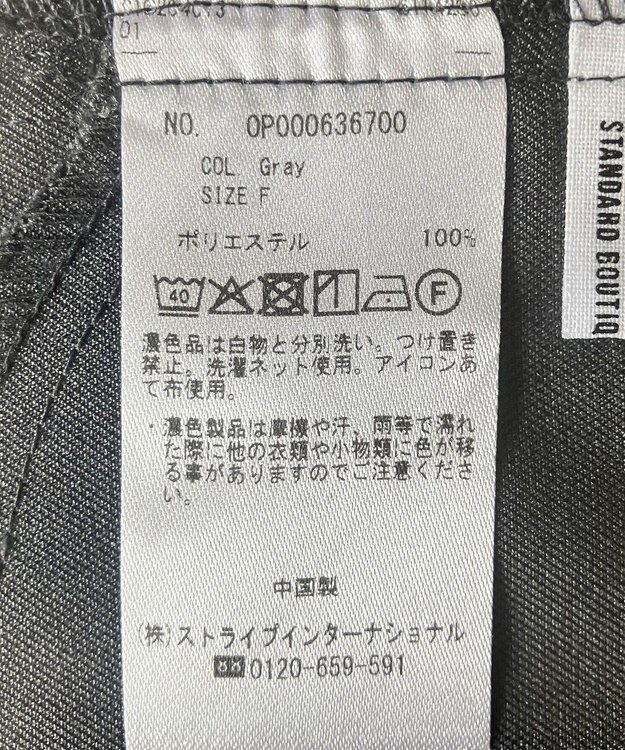 01
NO. OP000636700
COL Gray
SIZE F
ポリエステル 100%
40 F
濃色品は白物と分別洗い。つけ置き
禁止。洗濯ネット使用。アイロンあ
て布使用。
・濃色製品は摩擦や汗、雨等で濡れ
た際に他の衣類や小物類に色が移
る事がありますのでご注意くださ
い。
中国製
(株)ストライプインターナショナル
0120-659-591
STANDARD BOUTIQ